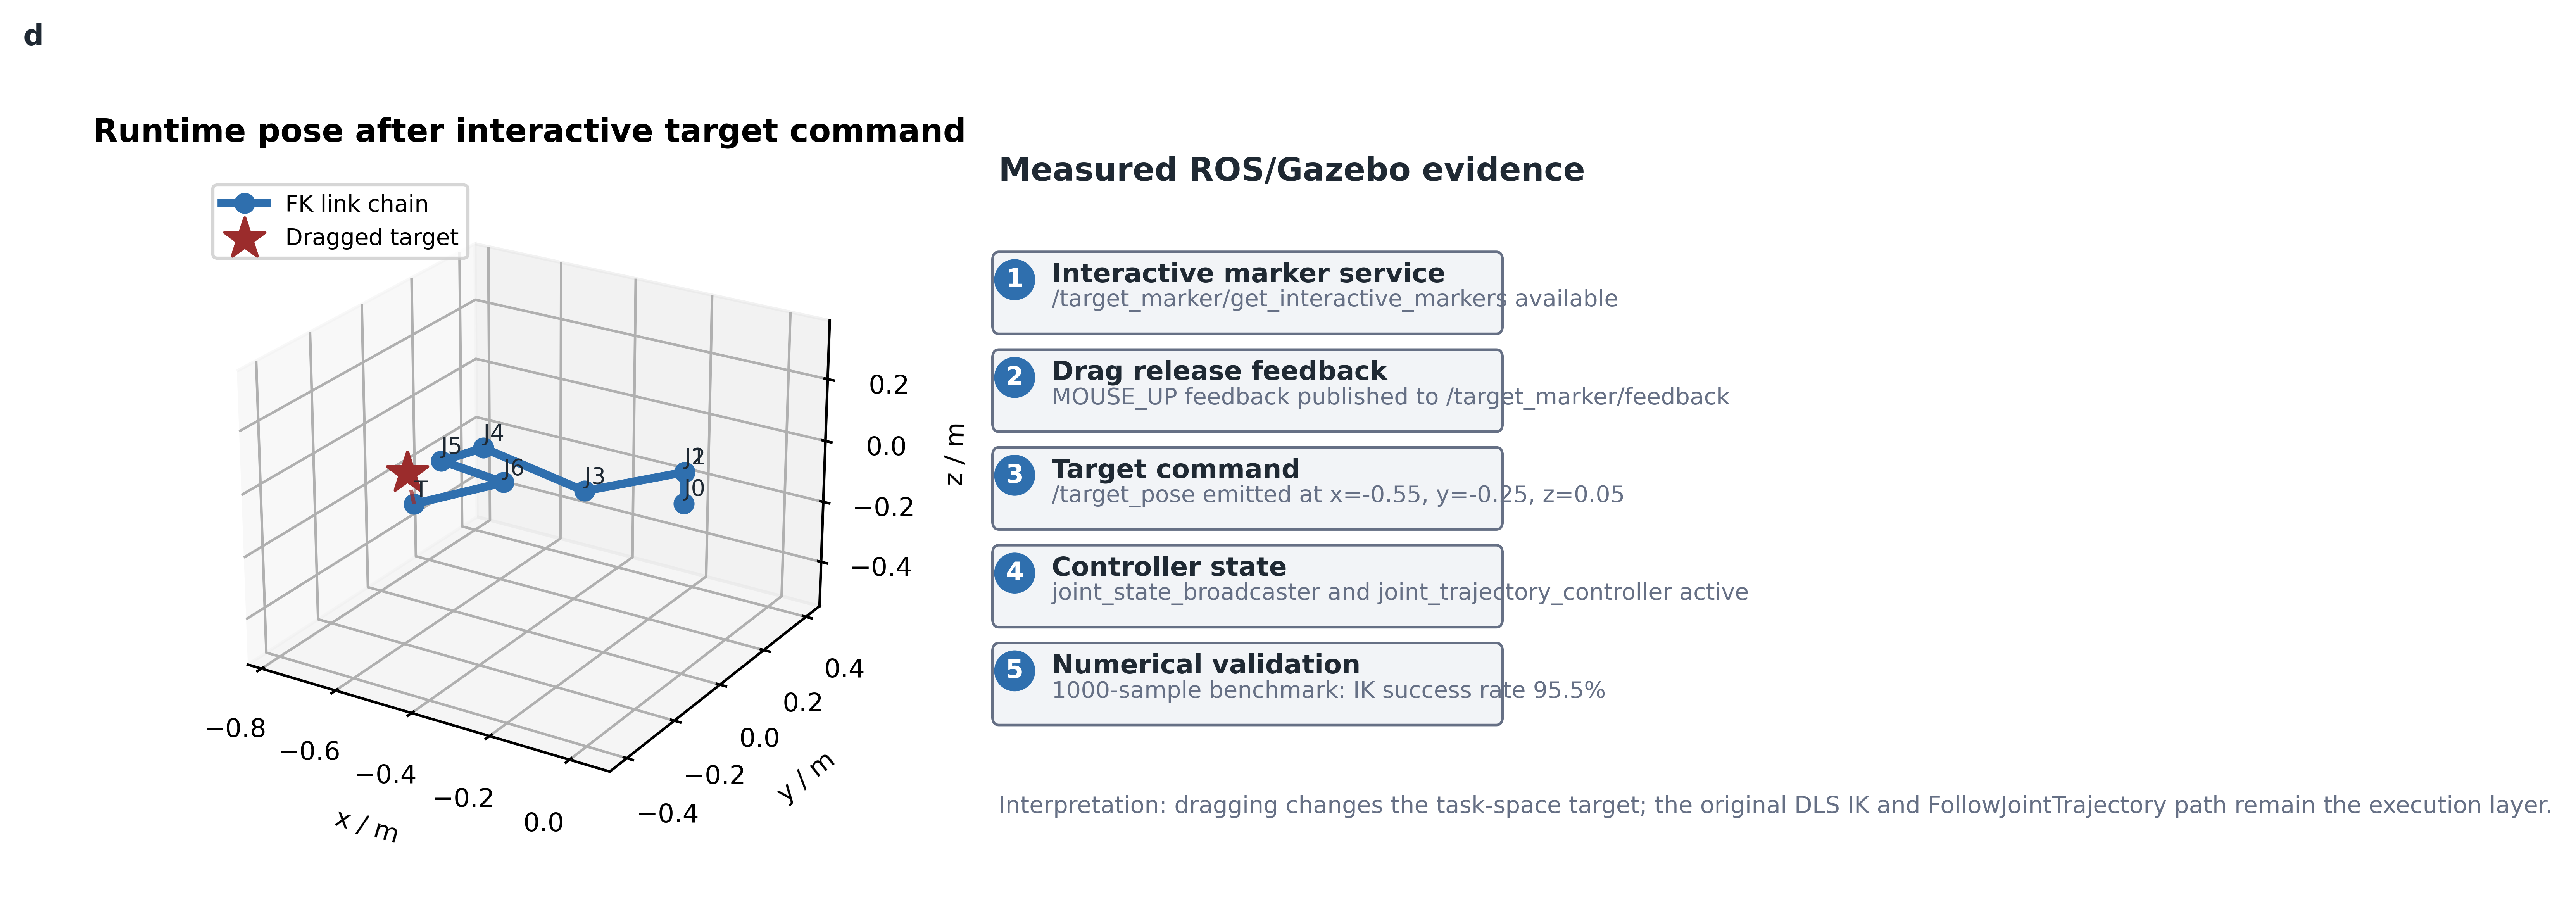 d
Runtime pose after interactive target command
FK link chain
Dragged target
J5
J4
J6
T
J3
J1
J2
J0
0.2
0.0
−0.2
−0.4
z / m
−0.8
−0.6
−0.4
−0.2
0.0
x / m
−0.4
−0.2
0.0
0.2
0.4
y / m
Measured ROS/Gazebo evidence
1
Interactive marker service
/target_marker/get_interactive_markers available
2
Drag release feedback
MOUSE_UP feedback published to /target_marker/feedback
3
Target command
/target_pose emitted at x=-0.55, y=-0.25, z=0.05
4
Controller state
joint_state_broadcaster and joint_trajectory_controller active
5
Numerical validation
1000-sample benchmark: IK success rate 95.5%
Interpretation: dragging changes the task-space target; the original DLS IK and FollowJointTrajectory path remain the execution layer.